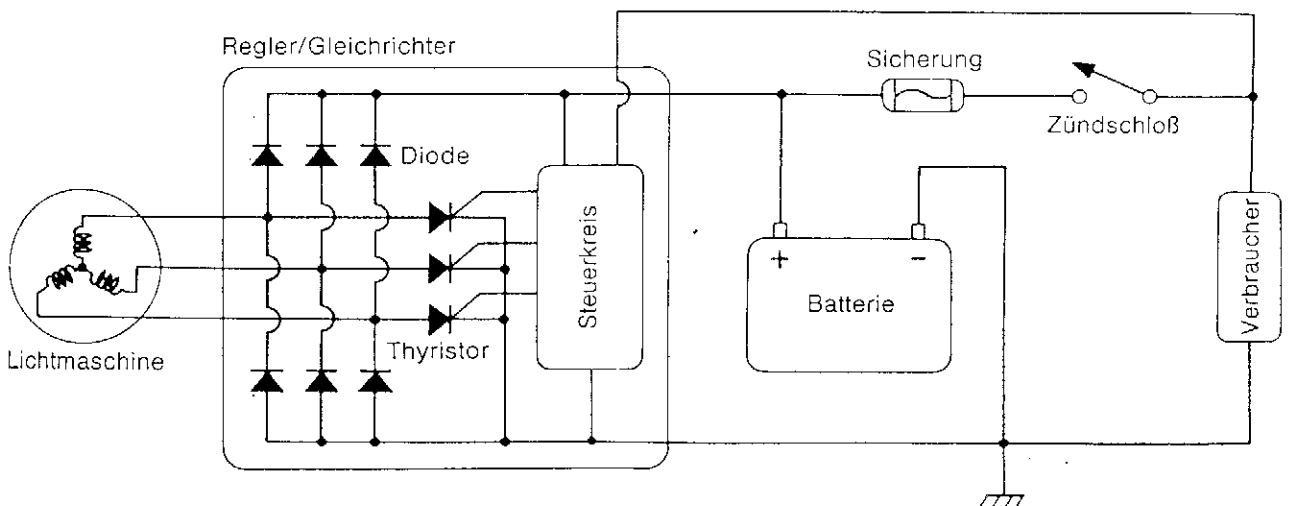 Regler/Gleichrichter
Sicherung
Zündschloß
Diode
Steuerkreis
+
−
Batterie
Verbraucher
Thyristor
Lichtmaschine